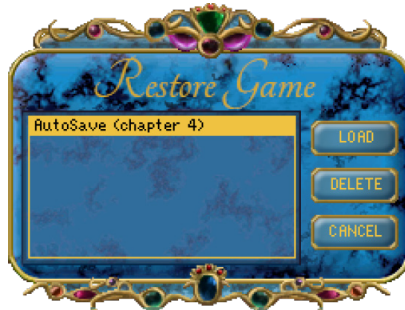 Restore Game
AutoSave (chapter 4)
LOAD
DELETE
CANCEL